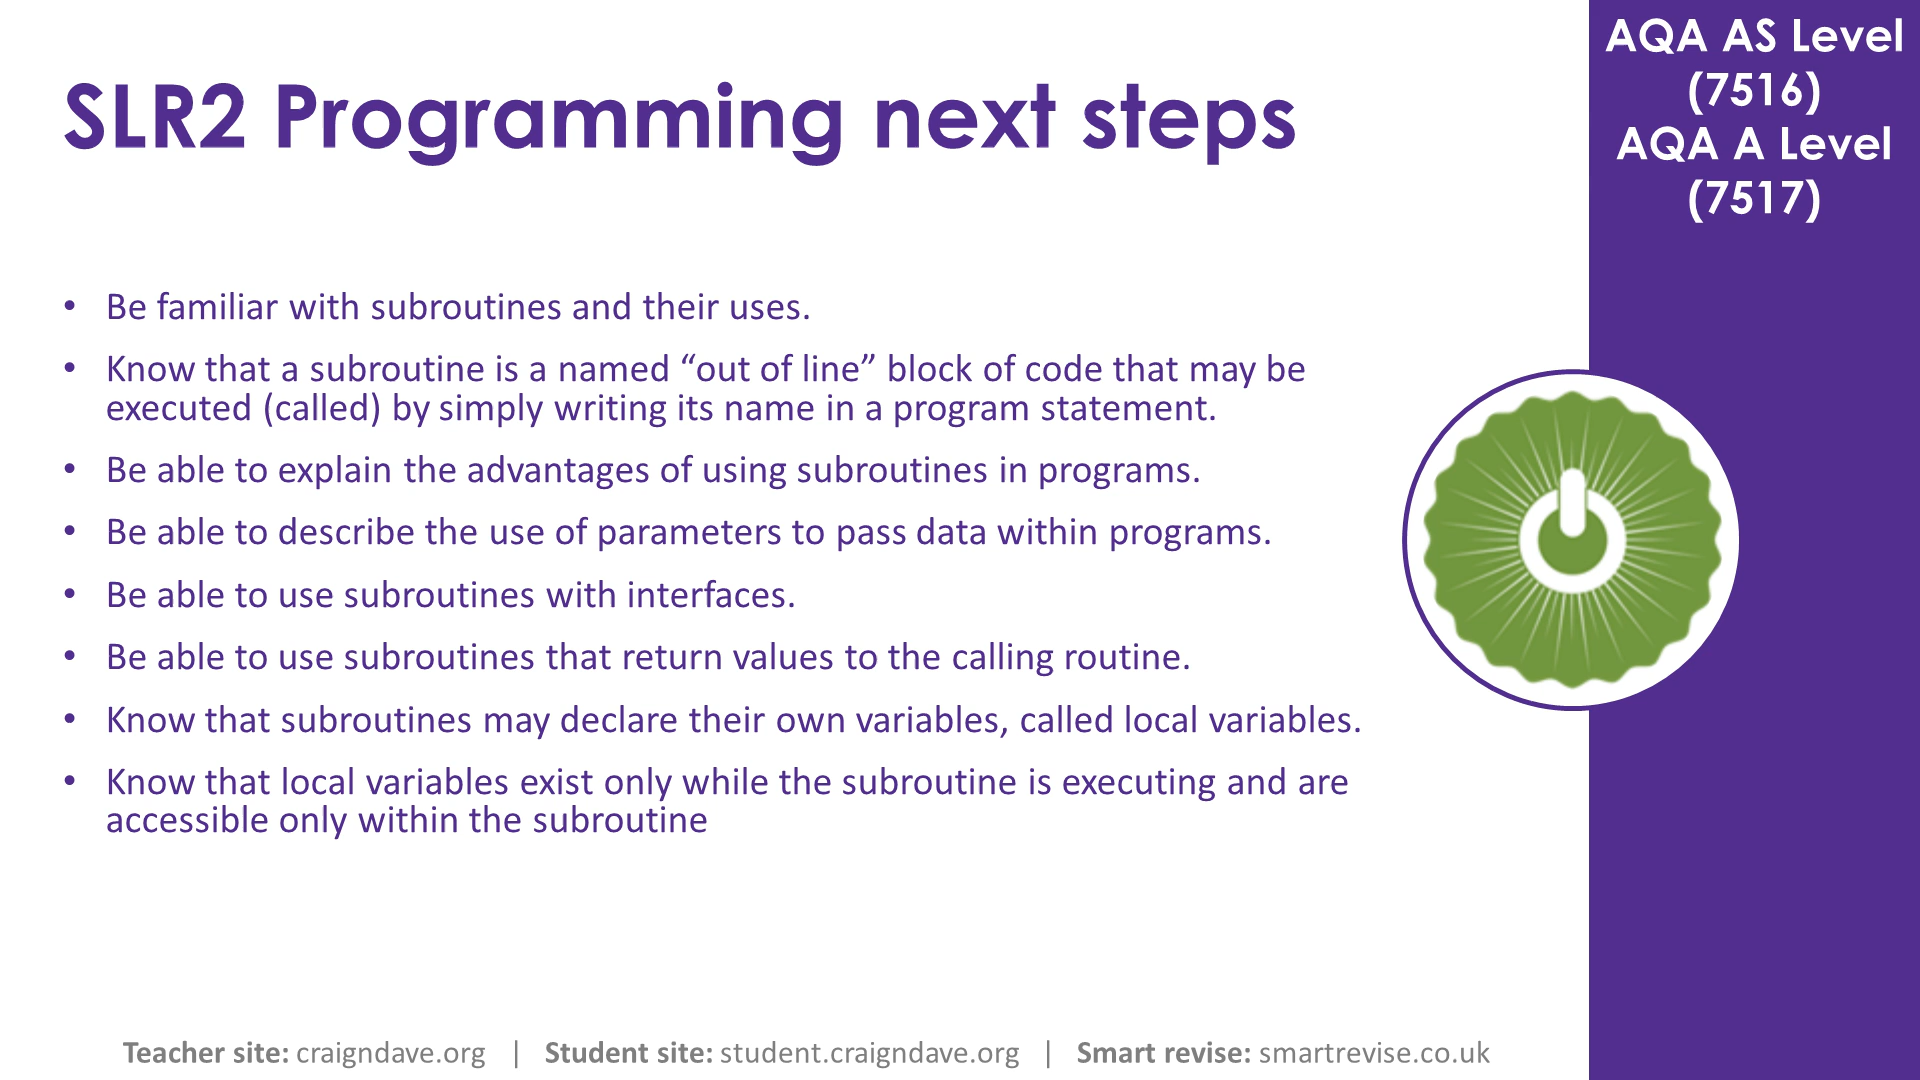 SLR2 Programming next steps
AQA AS Level
(7516)
AQA A Level
(7517)
• Be familiar with subroutines and their uses.
• Know that a subroutine is a named “out of line” block of code that may be
executed (called) by simply writing its name in a program statement.
• Be able to explain the advantages of using subroutines in programs.
• Be able to describe the use of parameters to pass data within programs.
• Be able to use subroutines with interfaces.
• Be able to use subroutines that return values to the calling routine.
• Know that subroutines may declare their own variables, called local variables.
• Know that local variables exist only while the subroutine is executing and are
accessible only within the subroutine
Teacher site: craigndave.org | Student site: student.craigndave.org | Smart revise: smartrevise.co.uk